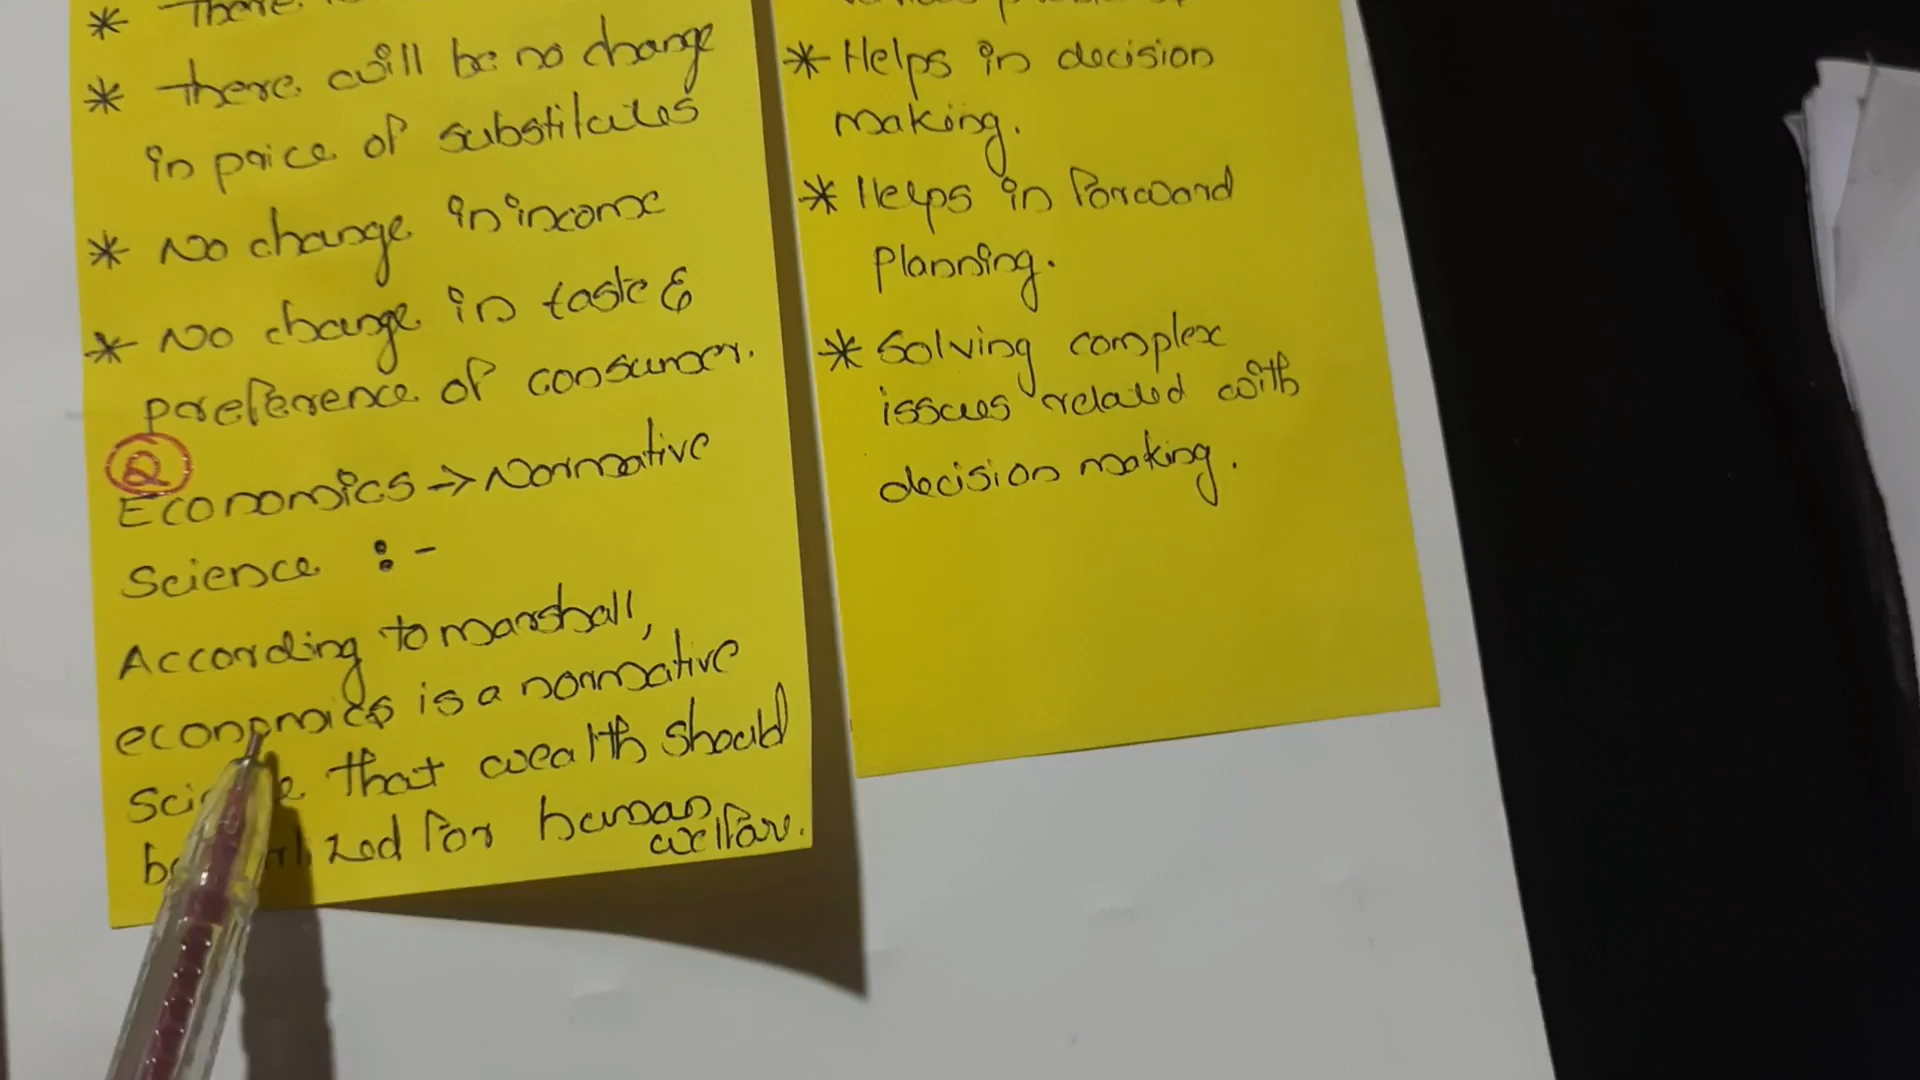 * There
* There will be no change
in price of substitutes
* No change in income
* No change in taste &
preference of consumer.
2
Economics → Normative
Science :-
According to marshall,
economics is a normative
that wealth should
for human
welfare.
* Helps in decision
making.
* Helps in forward
planning.
* Solving complex
issues related with
decision making.